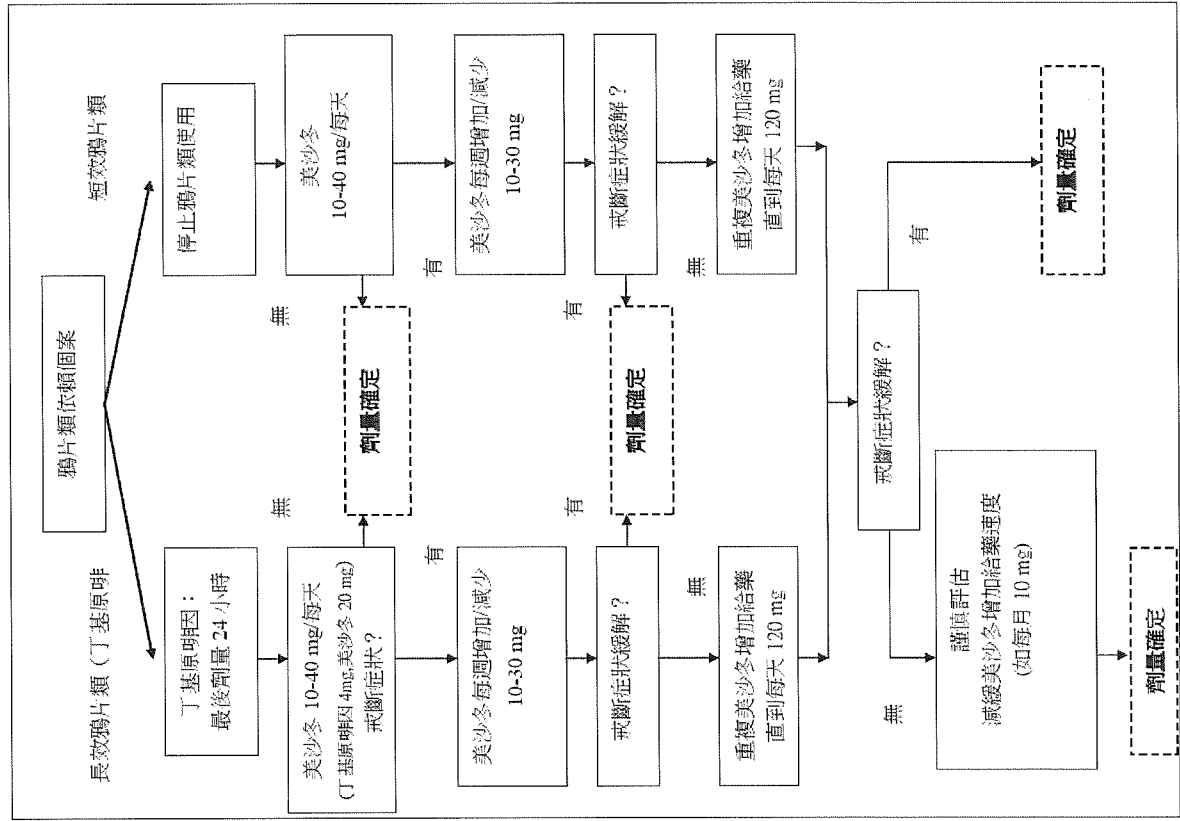 鴉片類依賴個案
長效鴉片類（丁基原啡
短效鴉片類
丁基原啡因：
最後劑量 24 小時
停止鴉片類使用
美沙冬 10-40 mg/每天
(丁基原啡因 4mg,美沙冬 20 mg)
戒斷症狀？
美沙冬
10-40 mg/每天
無
無
劑量確定
有
有
美沙冬每週增加/減少
10-30 mg
美沙冬每週增加/減少
10-30 mg
戒斷症狀緩解？
有
有
戒斷症狀緩解？
劑量確定
無
無
重複美沙冬增加給藥
直到每天 120 mg
重複美沙冬增加給藥
直到每天 120 mg
戒斷症狀緩解？
無
有
謹慎評估
減緩美沙冬增加給藥速度
(如每月 10 mg)
劑量確定
劑量確定